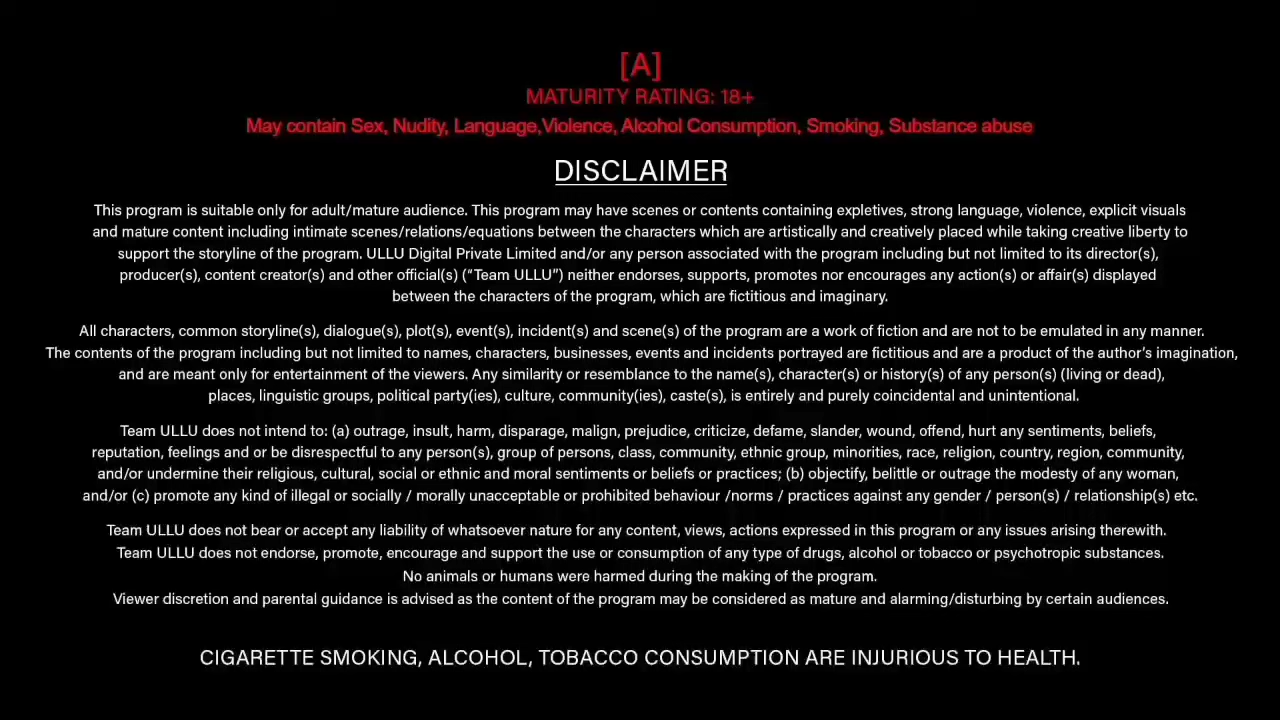 [A]
MATURITY RATING: 18+
May contain Sex, Nudity, Language,Violence, Alcohol Consumption, Smoking, Substance abuse
DISCLAIMER
This program is suitable only for adult/mature audience. This program may have scenes or contents containing expletives, strong language, violence, explicit visuals
and mature content including intimate scenes/relations/equations between the characters which are artistically and creatively placed while taking creative liberty to
support the storyline of the program. ULLU Digital Private Limited and/or any person associated with the program including but not limited to its director(s),
producer(s), content creator(s) and other official(s) (“Team ULLU”) neither endorses, supports, promotes nor encourages any action(s) or affair(s) displayed
between the characters of the program, which are fictitious and imaginary.
All characters, common storyline(s), dialogue(s), plot(s), event(s), incident(s) and scene(s) of the program are a work of fiction and are not to be emulated in any manner.
The contents of the program including but not limited to names, characters, businesses, events and incidents portrayed are fictitious and are a product of the author’s imagination,
and are meant only for entertainment of the viewers. Any similarity or resemblance to the name(s), character(s) or history(s) of any person(s) (living or dead),
places, linguistic groups, political party(ies), culture, community(ies), caste(s), is entirely and purely coincidental and unintentional.
Team ULLU does not intend to: (a) outrage, insult, harm, disparage, malign, prejudice, criticize, defame, slander, wound, offend, hurt any sentiments, beliefs,
reputation, feelings and or be disrespectful to any person(s), group of persons, class, community, ethnic group, minorities, race, religion, country, region, community,
and/or undermine their religious, cultural, social or ethnic and moral sentiments or beliefs or practices; (b) objectify, belittle or outrage the modesty of any woman,
and/or (c) promote any kind of illegal or socially / morally unacceptable or prohibited behaviour /norms / practices against any gender / person(s) / relationship(s) etc.
Team ULLU does not bear or accept any liability of whatsoever nature for any content, views, actions expressed in this program or any issues arising therewith.
Team ULLU does not endorse, promote, encourage and support the use or consumption of any type of drugs, alcohol or tobacco or psychotropic substances.
No animals or humans were harmed during the making of the program.
Viewer discretion and parental guidance is advised as the content of the program may be considered as mature and alarming/disturbing by certain audiences.
CIGARETTE SMOKING, ALCOHOL, TOBACCO CONSUMPTION ARE INJURIOUS TO HEALTH.